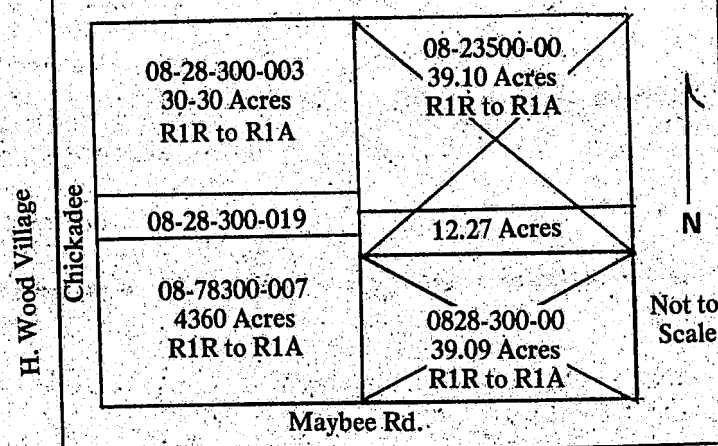 08-28-300-003
30-30 Acres
R1R to R1A
08-23500-00
39.10 Acres
R1R to R1A
08-28-300-019
12.27 Acres
08-78300-007
4360 Acres
R1R to R1A
0828-300-00
39.09 Acres
R1R to R1A
H. Wood Village
Chickadee
N
Not to
Scale
Maybee Rd.